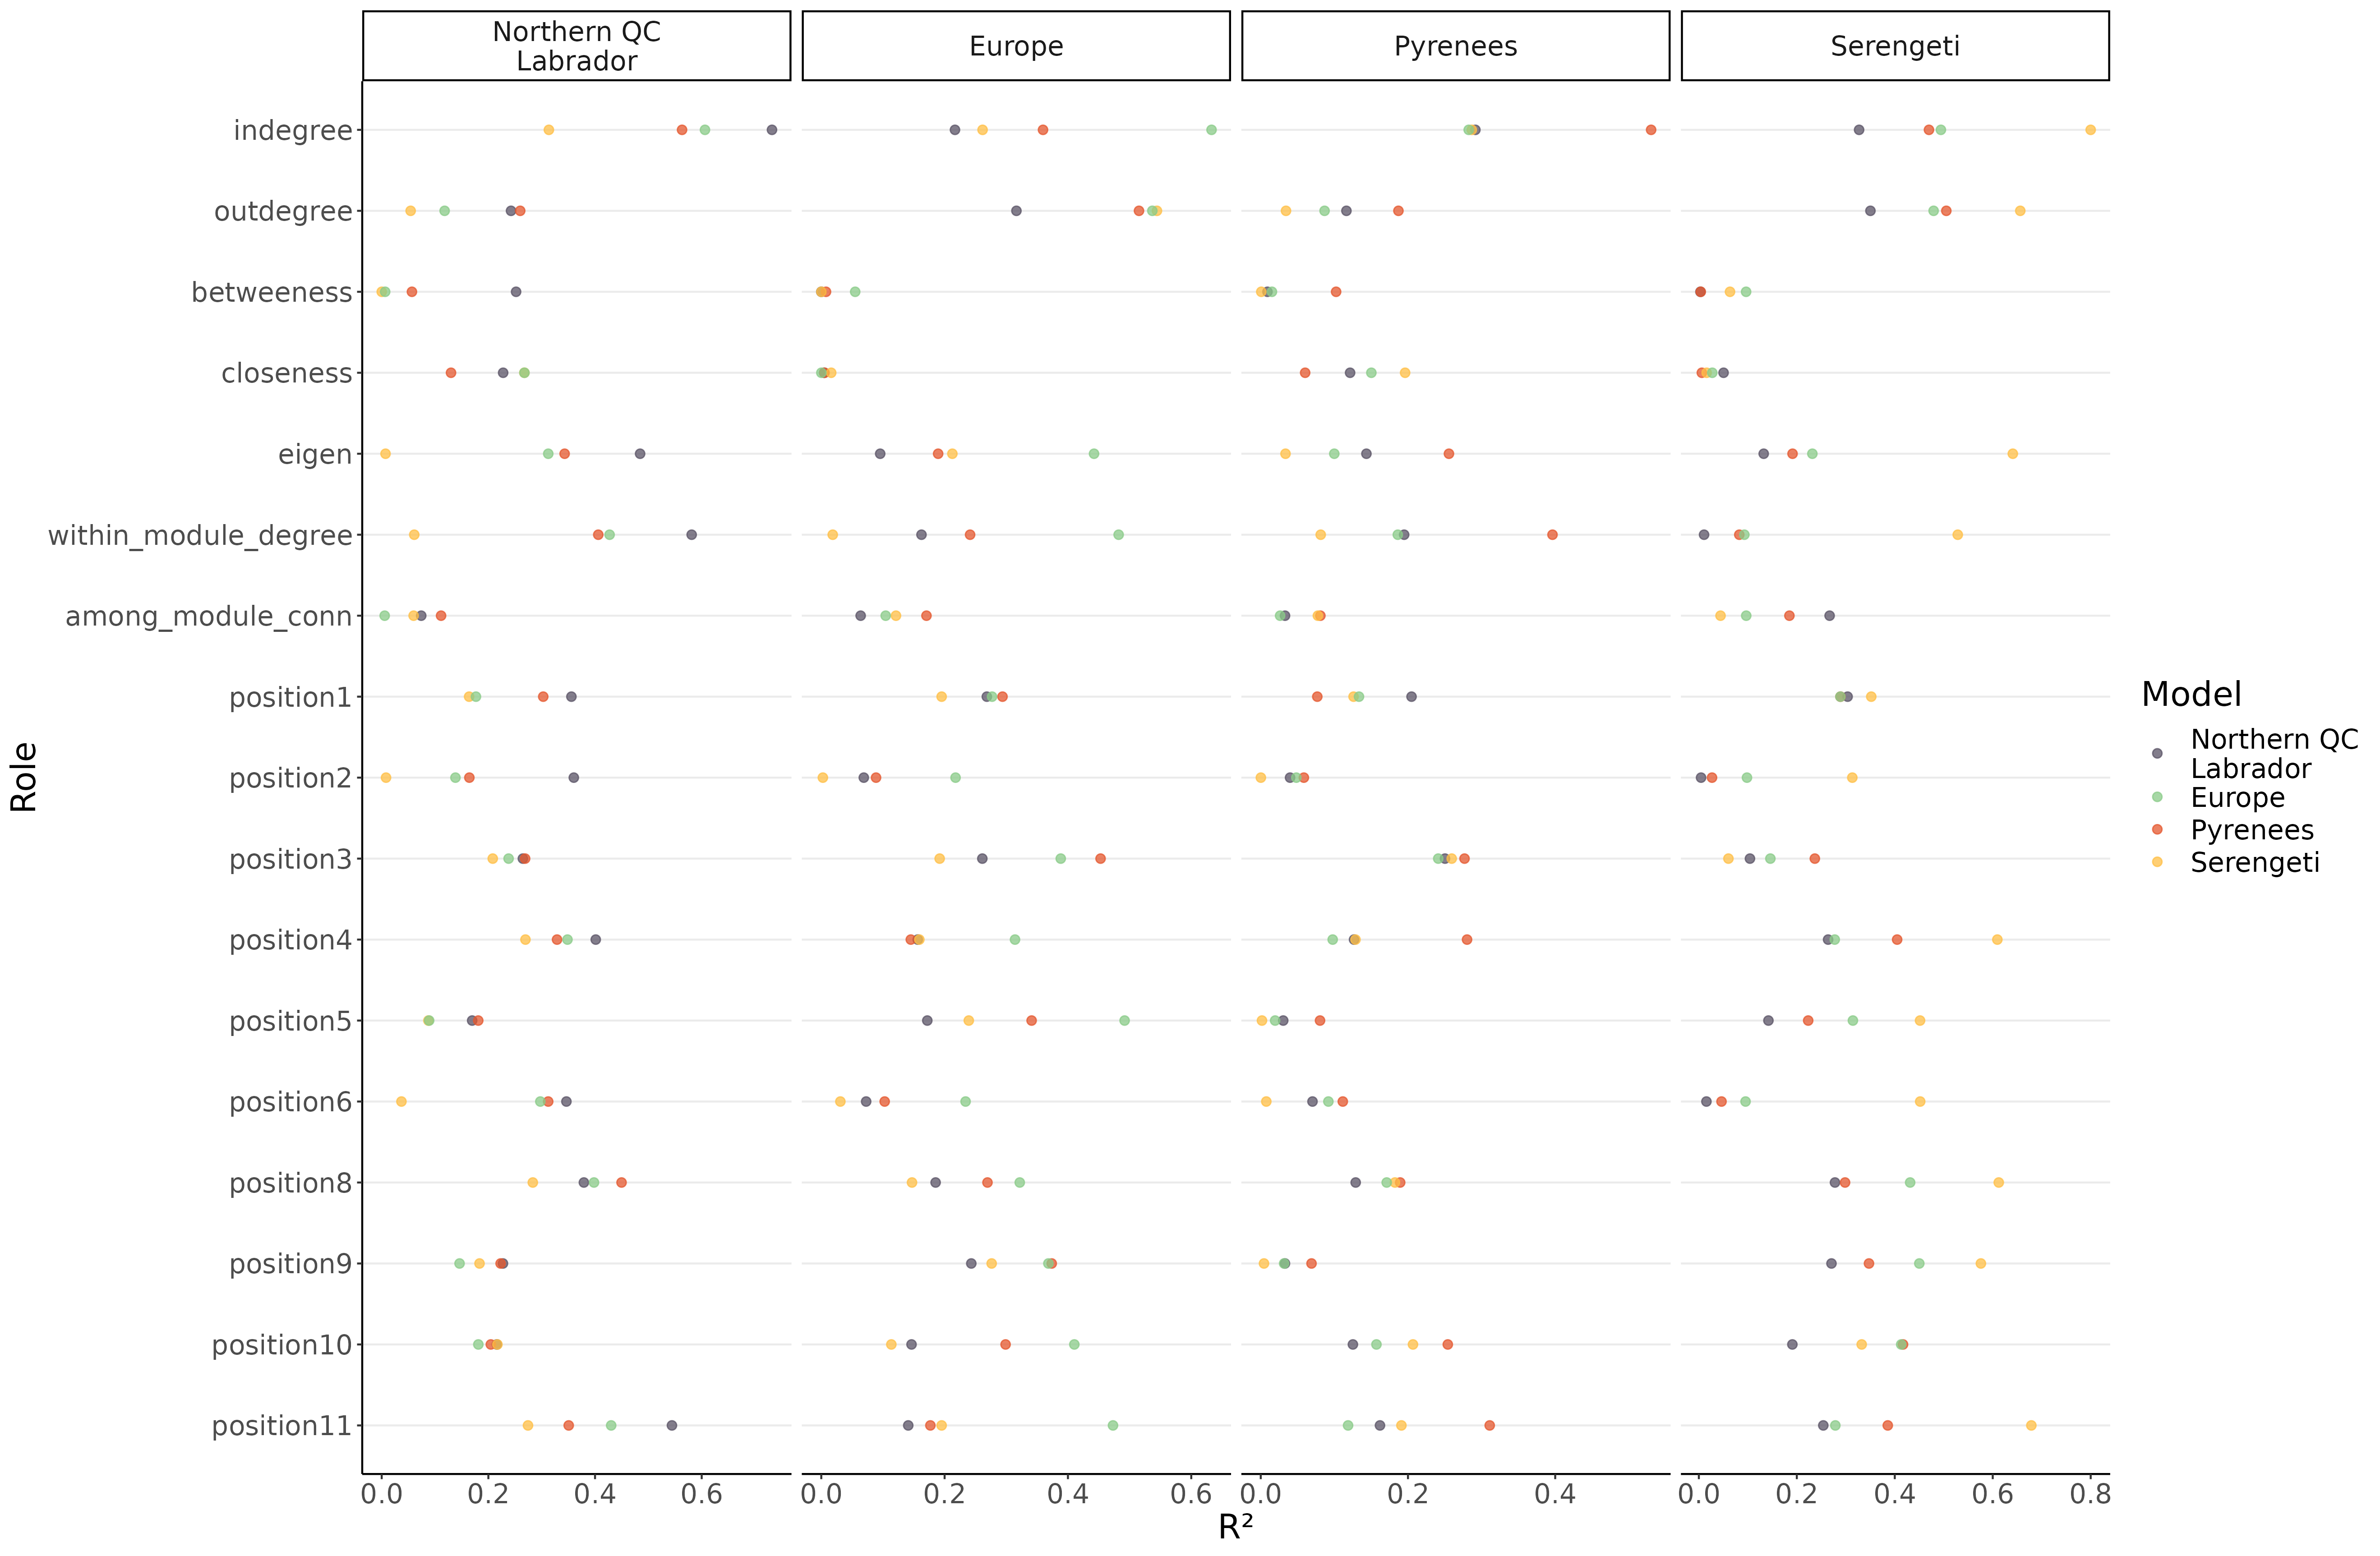 Northern QC
Labrador
Europe
Pyrenees
Serengeti
indegree
outdegree
betweeness
closeness
eigen
within_module_degree
among_module_conn
position1
position2
position3
position4
position5
position6
position8
position9
position10
position11
Role
0.0 0.2 0.4 0.6
0.0 0.2 0.4 0.6
0.0 0.2 0.4
0.0 0.2 0.4 0.6 0.8
R²
Model
Northern QC
Labrador
Europe
Pyrenees
Serengeti